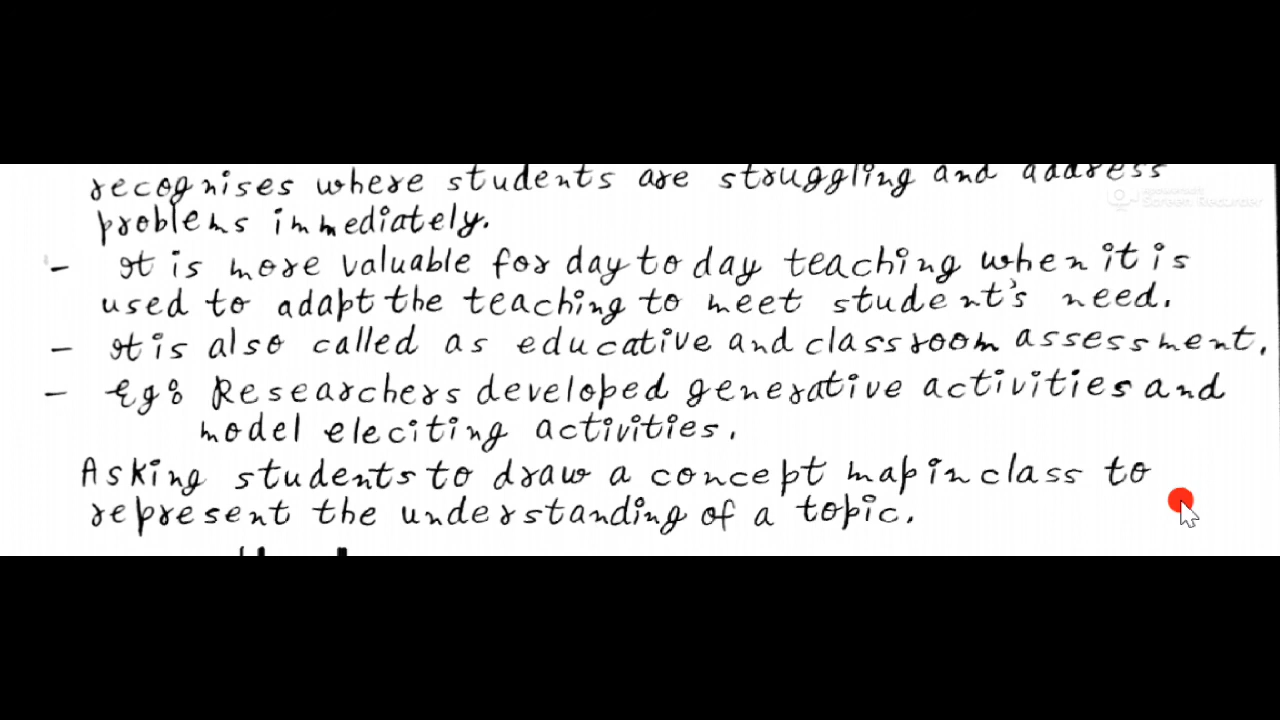 recognises where students are struggling and address
problems immediately.
- It is more valuable for day to day teaching when it is
used to adapt the teaching to meet student's need.
- It is also called as educative and classroom assessment.
- Eg: Researchers developed generative activities and
model eleciting activities.
Asking students to draw a concept map in class to
represent the understanding of a topic.
Screen Recorder